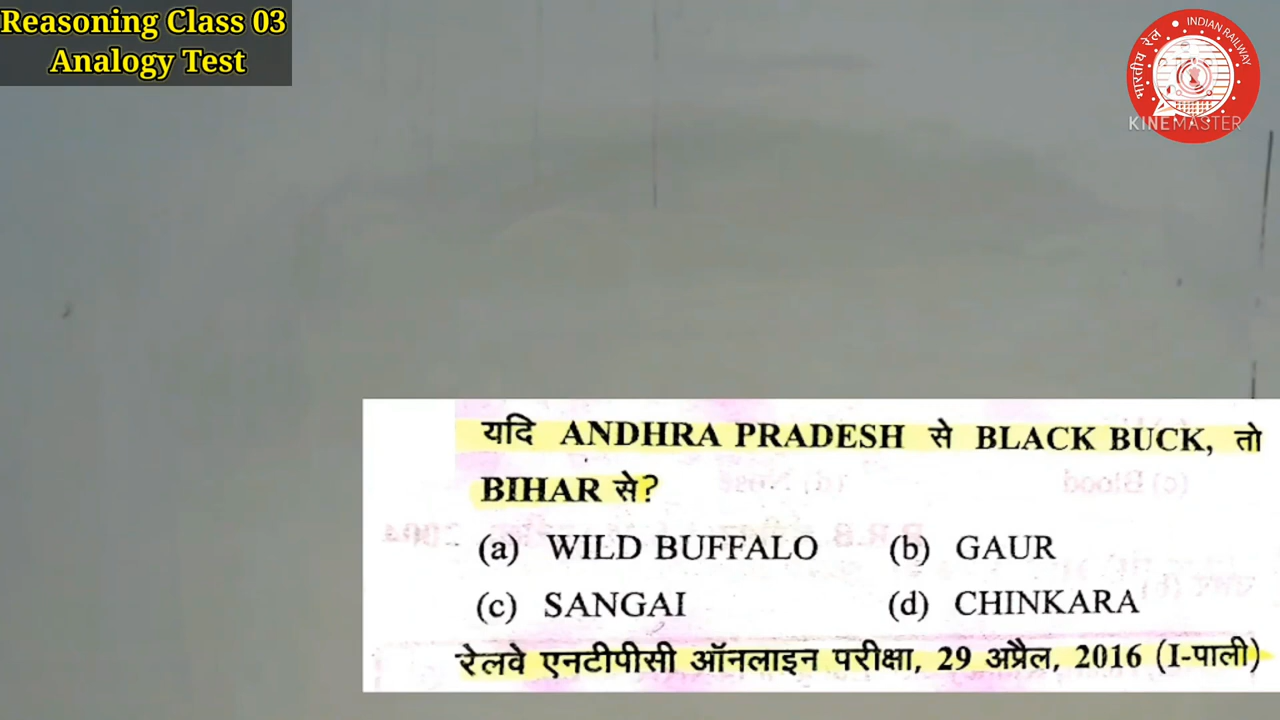 Reasoning Class 03
Analogy Test
भारतीय रेल • INDIAN RAILWAY
KINEMASTER
यदि ANDHRA PRADESH से BLACK BUCK, तो
BIHAR से?
(a) WILD BUFFALO (b) GAUR
(c) SANGAI (d) CHINKARA
रेलवे एनटीपीसी ऑनलाइन परीक्षा, 29 अप्रैल, 2016 (I-पाली)